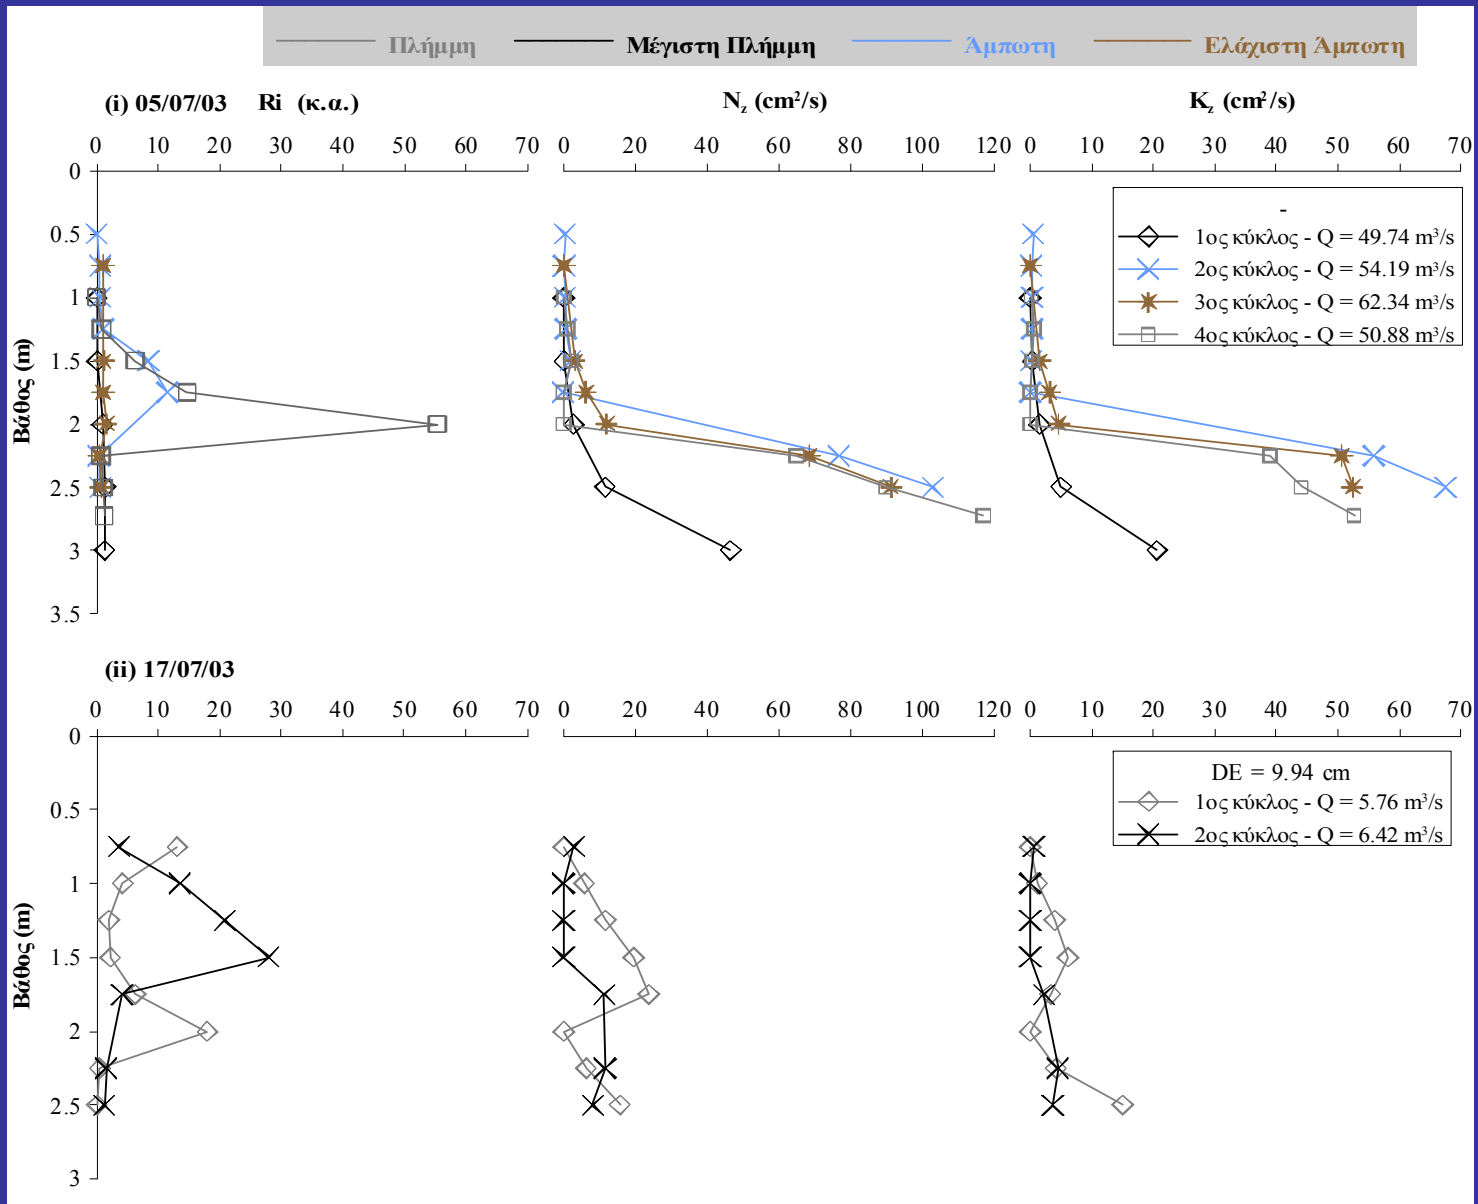 Πλήμμη Μέγιστη Πλήμμη Άμπωτη Ελάχιστη Άμπωτη
(i) 05/07/03 Ri (κ.α.) N_z (cm²/s) K_z (cm²/s)
0 10 20 30 40 50 60 70 0 20 40 60 80 100 120 0 10 20 30 40 50 60 70
0
0.5
1
1.5
2
2.5
3
3.5
Βάθος (m)
-
1ος κύκλος - Q = 49.74 m³/s
2ος κύκλος - Q = 54.19 m³/s
3ος κύκλος - Q = 62.34 m³/s
4ος κύκλος - Q = 50.88 m³/s
(ii) 17/07/03
0 10 20 30 40 50 60 70 0 20 40 60 80 100 120 0 10 20 30 40 50 60 70
0
0.5
1
1.5
2
2.5
3
Βάθος (m)
DE = 9.94 cm
1ος κύκλος - Q = 5.76 m³/s
2ος κύκλος - Q = 6.42 m³/s